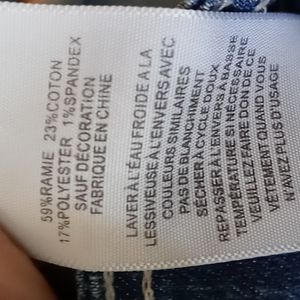 59%RAMIE 23%COTON
17%POLYESTER 1%SPANDEX
SAUF DÉCORATION
FABRIQUE EN CHINE
LAVER À L'ÉAU FROIDE A LA
LESSIVEUSE À L'ENVERS AVEC
COULEURS SIMILAIRES
PAS DE BLANCHIMENT
SÉCHER À CYCLE DOUX
REPASSER À L'ENVERS À BASSE
TEMPÉRATURE SI NÉCESSAIRE
VEUILLEZ FAIRE DON DE CE
VÊTEMENT QUAND VOUS
N'AVEZ PLUS D'USAGE